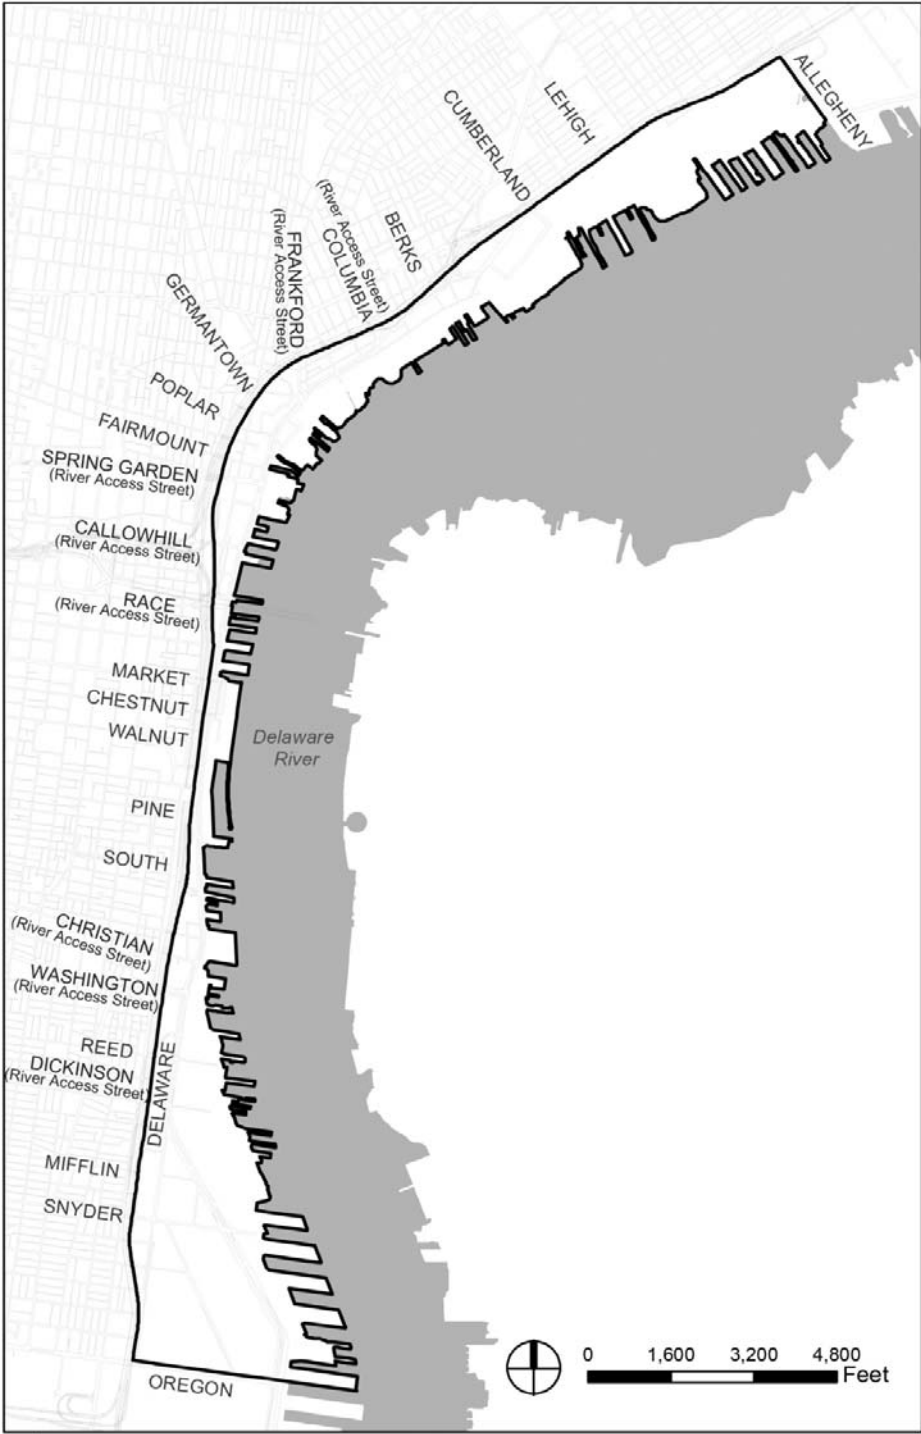 ALLEGHENY
LEHIGH
CUMBERLAND
BERKS
COLUMBIA
(River Access Street)
FRANKFORD
(River Access Street)
GERMANTOWN
POPLAR
FAIRMOUNT
SPRING GARDEN
(River Access Street)
CALLOWHILL
(River Access Street)
RACE
(River Access Street)
MARKET
CHESTNUT
WALNUT
Delaware
River
PINE
SOUTH
CHRISTIAN
(River Access Street)
WASHINGTON
(River Access Street)
REED
DICKINSON
(River Access Street)
DELAWARE
MIFFLIN
SNYDER
OREGON
0 1,600 3,200 4,800
Feet